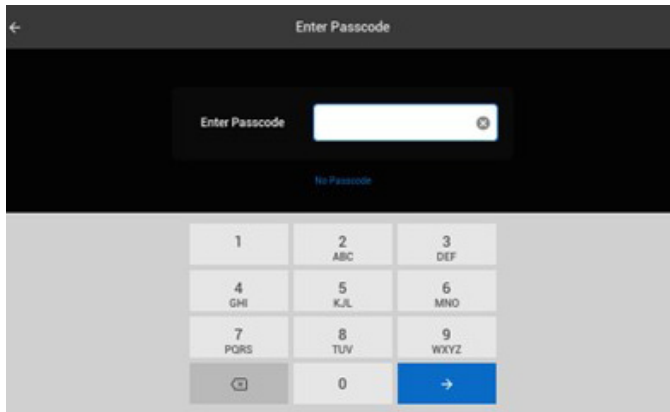 Enter Passcode
Enter Passcode
No Passcode
1
2
3
ABC
DEF
4
5
6
GHI
KJL
MNO
7
8
9
PQRS
TUV
WXYZ
0